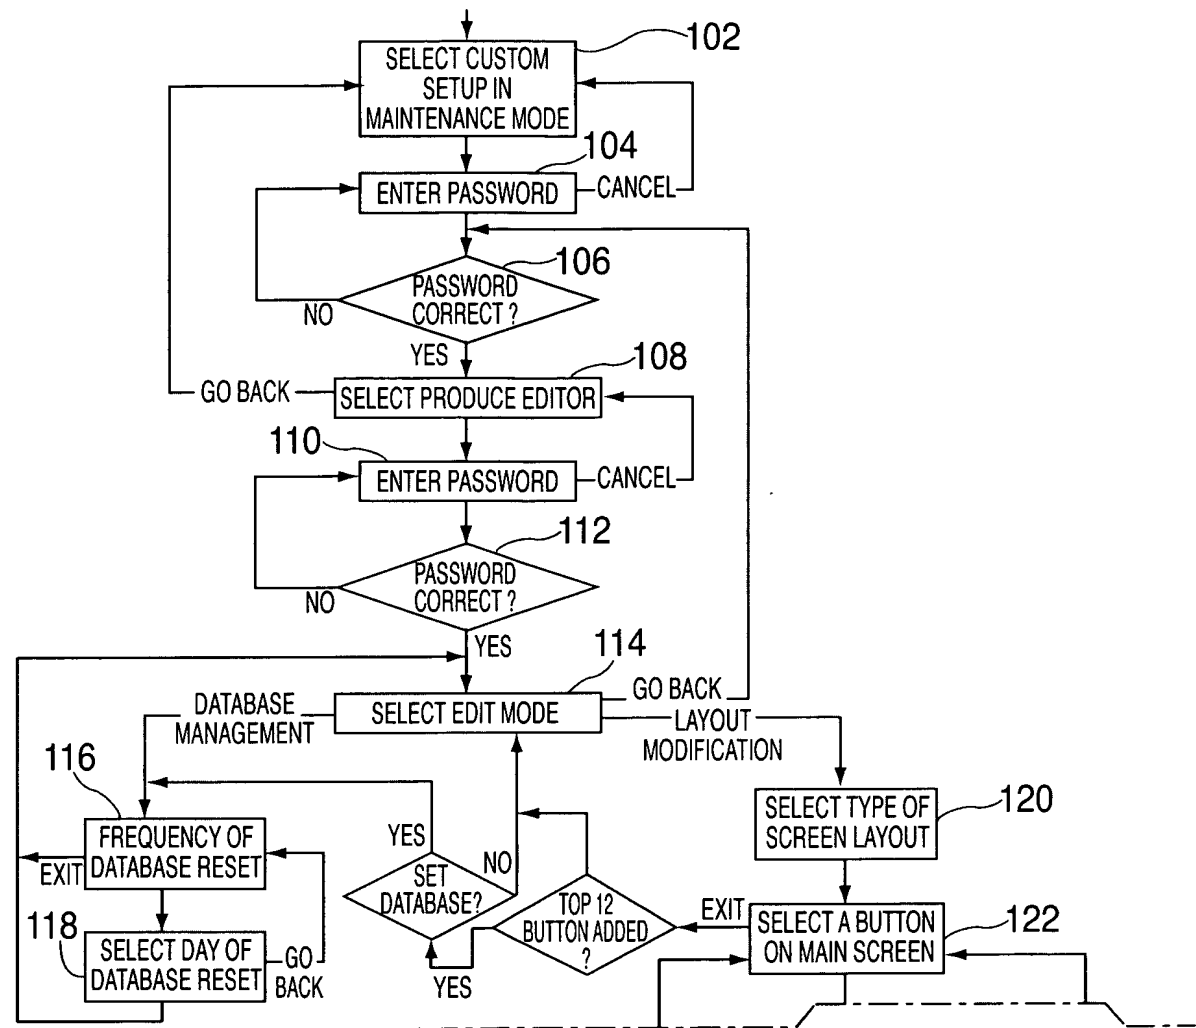 102
SELECT CUSTOM
SETUP IN
MAINTENANCE MODE
104
ENTER PASSWORD
CANCEL
106
PASSWORD
CORRECT ?
NO
YES
108
GO BACK
SELECT PRODUCE EDITOR
110
ENTER PASSWORD
CANCEL
112
PASSWORD
CORRECT ?
NO
YES
114
DATABASE
MANAGEMENT
SELECT EDIT MODE
GO BACK
LAYOUT
MODIFICATION
116
FREQUENCY OF
DATABASE RESET
EXIT
118
SELECT DAY OF
DATABASE RESET
GO
BACK
YES
NO
SET
DATABASE?
TOP 12
BUTTON ADDED
?
YES
EXIT
120
SELECT TYPE OF
SCREEN LAYOUT
122
SELECT A BUTTON
ON MAIN SCREEN